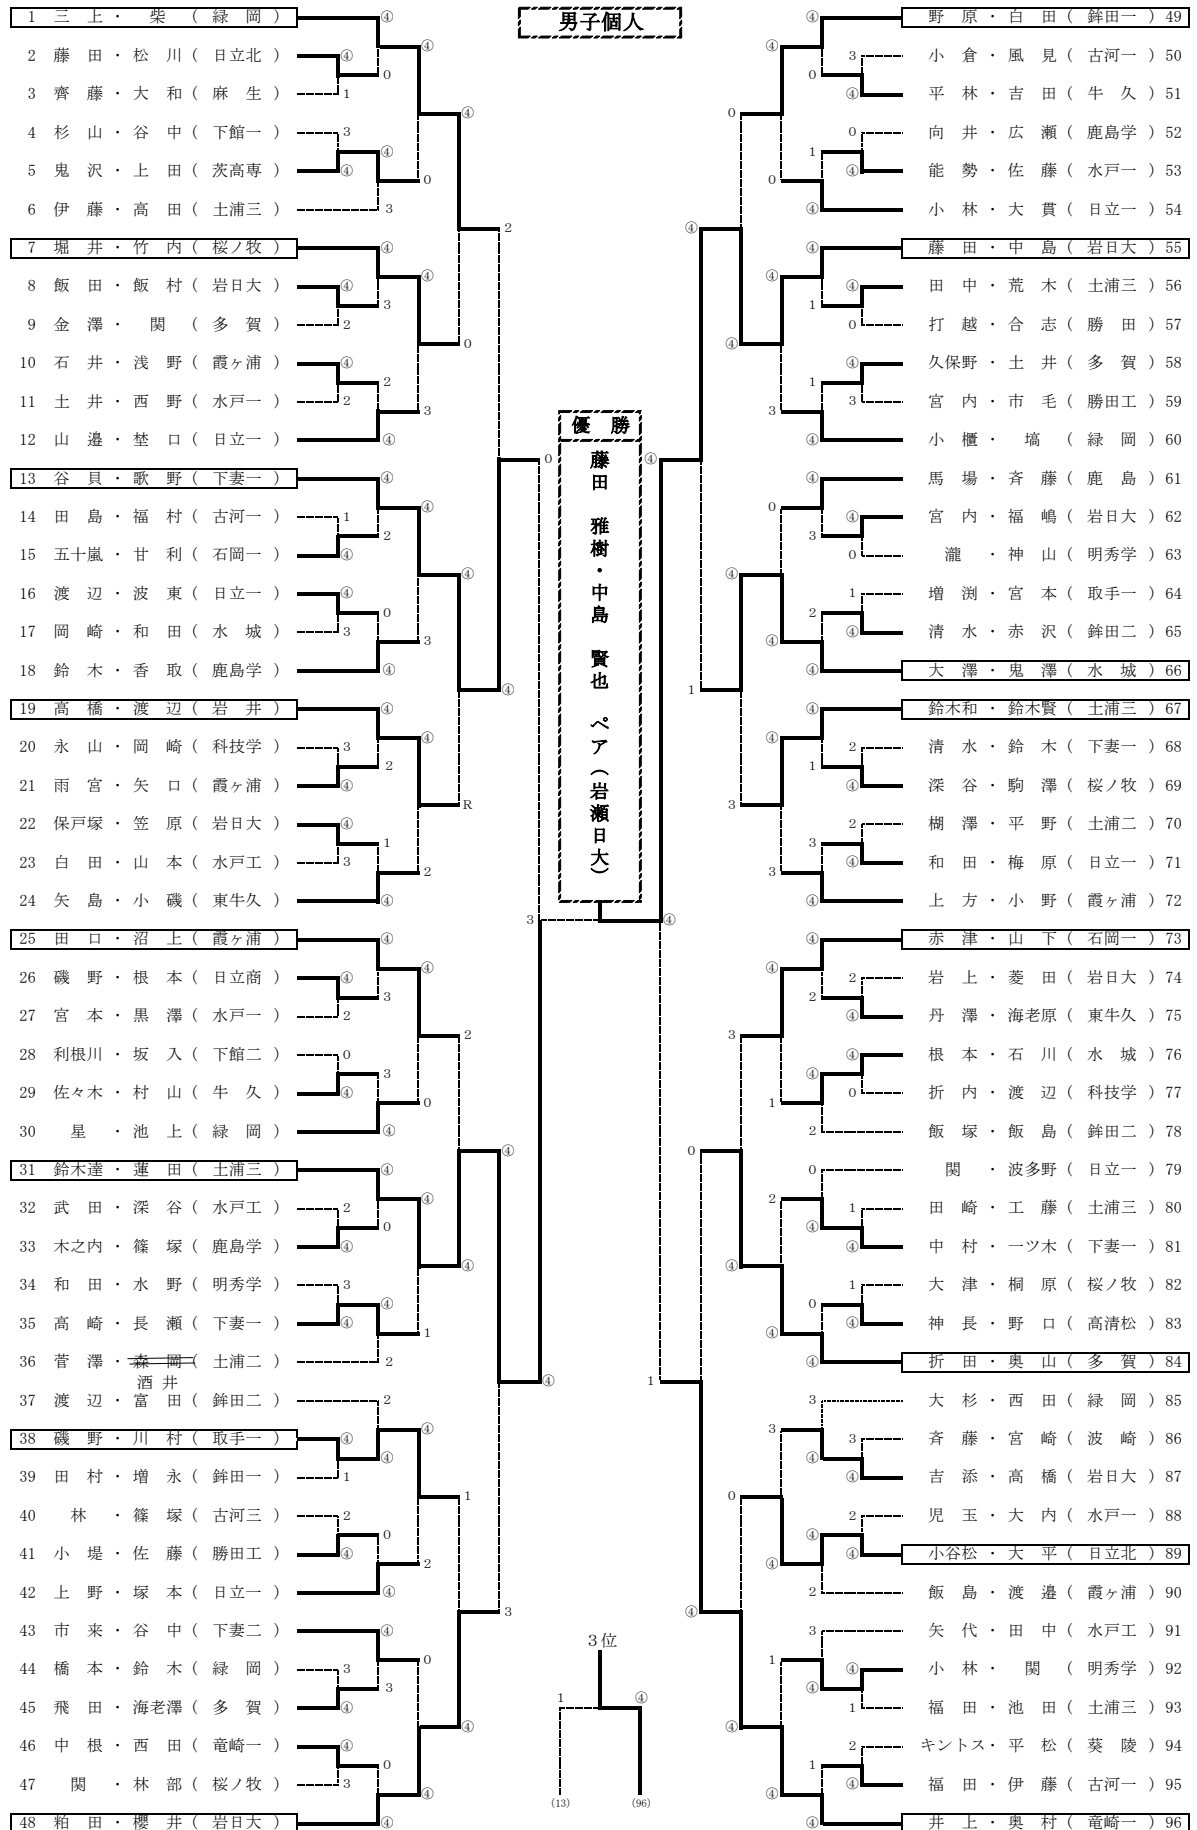 男子個人
1 三上・柴（緑岡）
2 藤田・松川（日立北）
3 齊藤・大和（麻生）
4 杉山・谷中（下館一）
5 鬼沢・上田（茨高専）
6 伊藤・高田（土浦三）
7 堀井・竹内（桜ノ牧）
8 飯田・飯村（岩日大）
9 金澤・関（多賀）
10 石井・浅野（霞ヶ浦）
11 土井・西野（水戸一）
12 山邉・埜口（日立一）
13 谷貝・歌野（下妻一）
14 田島・福村（古河一）
15 五十嵐・甘利（石岡一）
16 渡辺・波東（日立一）
17 岡崎・和田（水城）
18 鈴木・香取（鹿島学）
19 高橋・渡辺（岩井）
20 永山・岡崎（科技学）
21 雨宮・矢口（霞ヶ浦）
22 保戸塚・笠原（岩日大）
23 白田・山本（水戸工）
24 矢島・小磯（東牛久）
25 田口・沼上（霞ヶ浦）
26 磯野・根本（日立商）
27 宮本・黒澤（水戸一）
28 利根川・坂入（下館二）
29 佐々木・村山（牛久）
30 星・池上（緑岡）
31 鈴木達・蓮田（土浦三）
32 武田・深谷（水戸工）
33 木之内・篠塚（鹿島学）
34 和田・水野（明秀学）
35 高崎・長瀬（下妻一）
36 菅澤・森岡（土浦二）
酒井
37 渡辺・富田（鉾田二）
38 磯野・川村（取手一）
39 田村・増永（鉾田一）
40 林・篠塚（古河三）
41 小堤・佐藤（勝田工）
42 上野・塚本（日立一）
43 市来・谷中（下妻二）
44 橋本・鈴木（緑岡）
45 飛田・海老澤（多賀）
46 中根・西田（竜崎一）
47 関・林部（桜ノ牧）
48 粕田・櫻井（岩日大）
優勝
藤田 雅樹・中島 賢也 ペア（岩瀬日大）
3位
1 ④
(13) (96)
野原・白田（鉾田一）49
小倉・風見（古河一）50
平林・吉田（牛久）51
向井・広瀬（鹿島学）52
能勢・佐藤（水戸一）53
小林・大貫（日立一）54
藤田・中島（岩日大）55
田中・荒木（土浦三）56
打越・合志（勝田）57
久保野・土井（多賀）58
宮内・市毛（勝田工）59
小櫃・塙（緑岡）60
馬場・斉藤（鹿島）61
宮内・福嶋（岩日大）62
瀧・神山（明秀学）63
増渕・宮本（取手一）64
清水・赤沢（鉾田二）65
大澤・鬼澤（水城）66
鈴木和・鈴木賢（土浦三）67
清水・鈴木（下妻一）68
深谷・駒澤（桜ノ牧）69
楜澤・平野（土浦二）70
和田・梅原（日立一）71
上方・小野（霞ヶ浦）72
赤津・山下（石岡一）73
岩上・菱田（岩日大）74
丹澤・海老原（東牛久）75
根本・石川（水城）76
折内・渡辺（科技学）77
飯塚・飯島（鉾田二）78
関・波多野（日立一）79
田崎・工藤（土浦三）80
中村・一ツ木（下妻一）81
大津・桐原（桜ノ牧）82
神長・野口（高清松）83
折田・奥山（多賀）84
大杉・西田（緑岡）85
斉藤・宮崎（波崎）86
吉添・高橋（岩日大）87
児玉・大内（水戸一）88
小谷松・大平（日立北）89
飯島・渡邉（霞ヶ浦）90
矢代・田中（水戸工）91
小林・関（明秀学）92
福田・池田（土浦三）93
キントス・平松（葵陵）94
福田・伊藤（古河一）95
井上・奥村（竜崎一）96